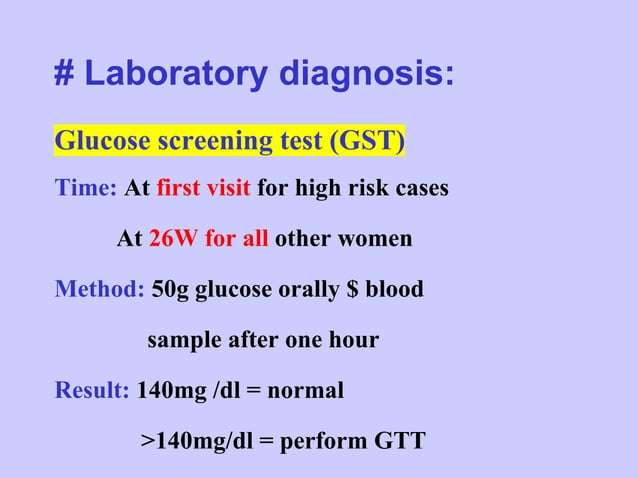 # Laboratory diagnosis:
Glucose screening test (GST)
Time: At first visit for high risk cases
At 26W for all other women
Method: 50g glucose orally $ blood
sample after one hour
Result: 140mg /dl = normal
>140mg/dl = perform GTT